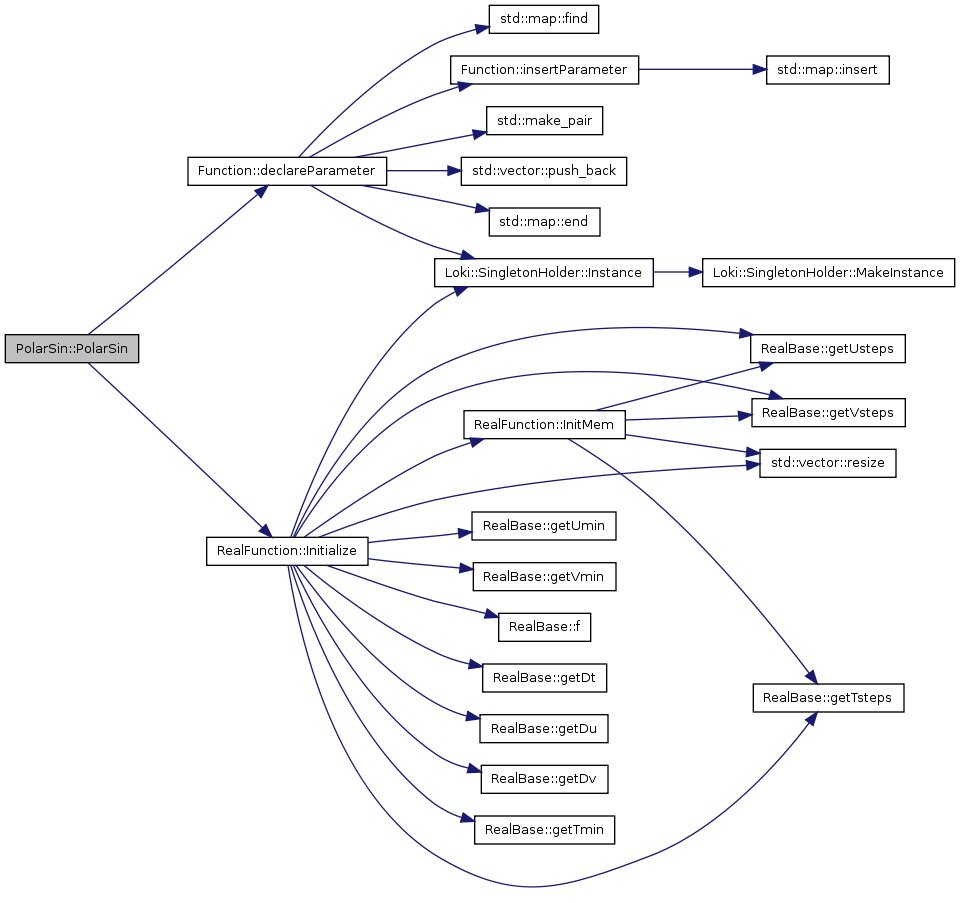 std::map::find
Function::insertParameter
std::map::insert
std::make_pair
Function::declareParameter
std::vector::push_back
std::map::end
Loki::SingletonHolder::Instance
Loki::SingletonHolder::MakeInstance
PolarSin::PolarSin
RealBase::getUsteps
RealBase::getVsteps
RealFunction::InitMem
std::vector::resize
RealBase::getUmin
RealFunction::Initialize
RealBase::getVmin
RealBase::f
RealBase::getDt
RealBase::getTsteps
RealBase::getDu
RealBase::getDv
RealBase::getTmin